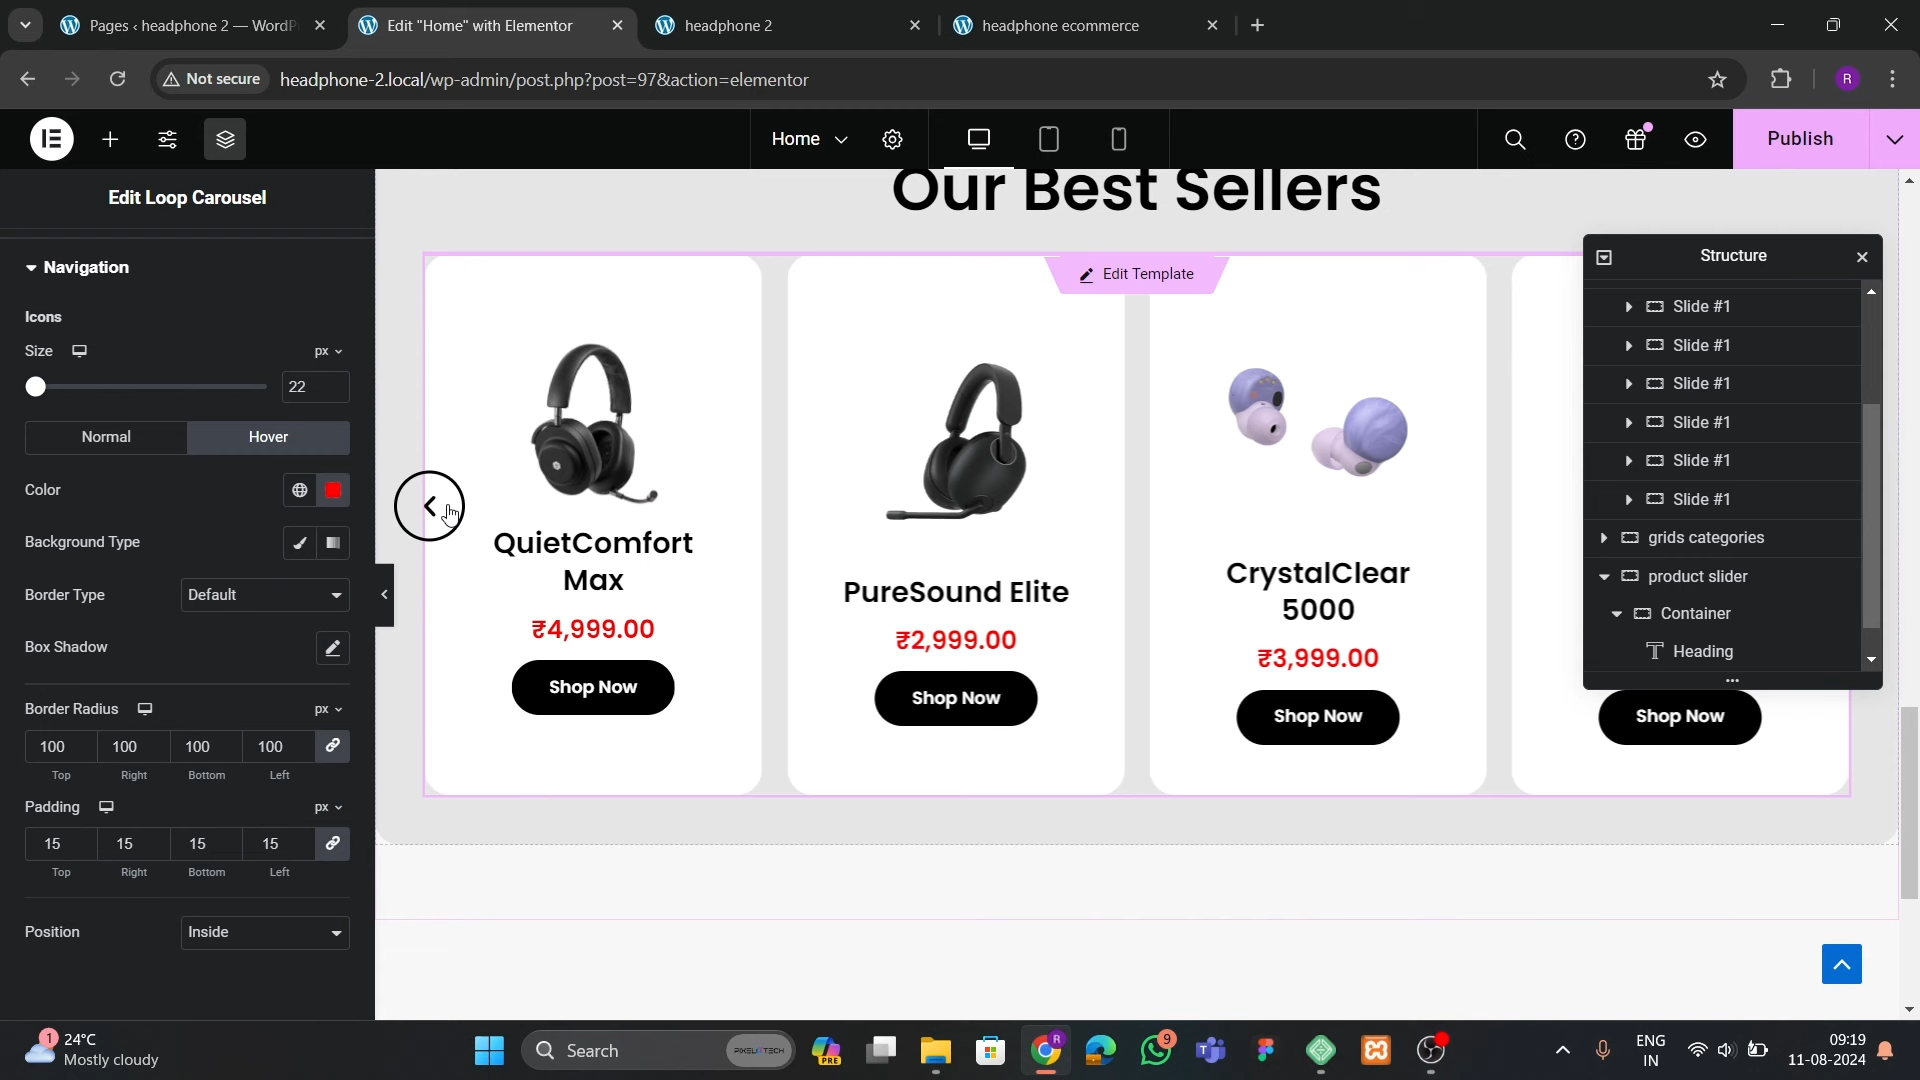 Pages ‹ headphone 2 — WordP
Edit "Home" with Elementor
headphone 2
headphone ecommerce
Not secure
headphone-2.local/wp-admin/post.php?post=97&action=elementor
R
Home
Publish
Edit Loop Carousel
Navigation
Icons
Size
px
22
Normal
Hover
Color
Background Type
Border Type
Default
Box Shadow
Border Radius
px
100 100 100 100
Top Right Bottom Left
Padding
px
15 15 15 15
Top Right Bottom Left
Position
Inside
Our Best Sellers
Edit Template
QuietComfort
Max
₹4,999.00
Shop Now
PureSound Elite
₹2,999.00
Shop Now
CrystalClear
5000
₹3,999.00
Shop Now
Shop Now
Structure
Slide #1
Slide #1
Slide #1
Slide #1
Slide #1
Slide #1
grids categories
product slider
Container
Heading
1
24°C
Mostly cloudy
Search
PRE
R
9
ENG
IN
09:19
11-08-2024